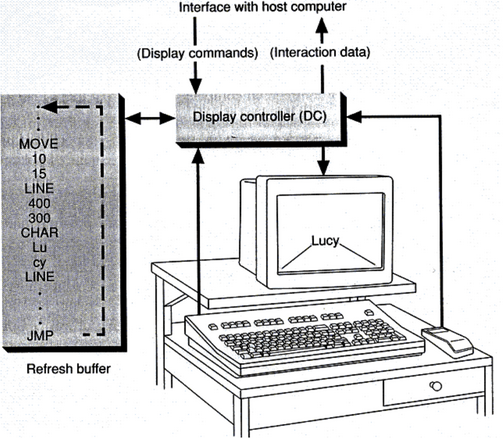 Interface with host computer
(Display commands)
(Interaction data)
Display controller (DC)
MOVE
10
15
LINE
400
300
CHAR
Lu
cy
LINE
JMP
Refresh buffer
Lucy